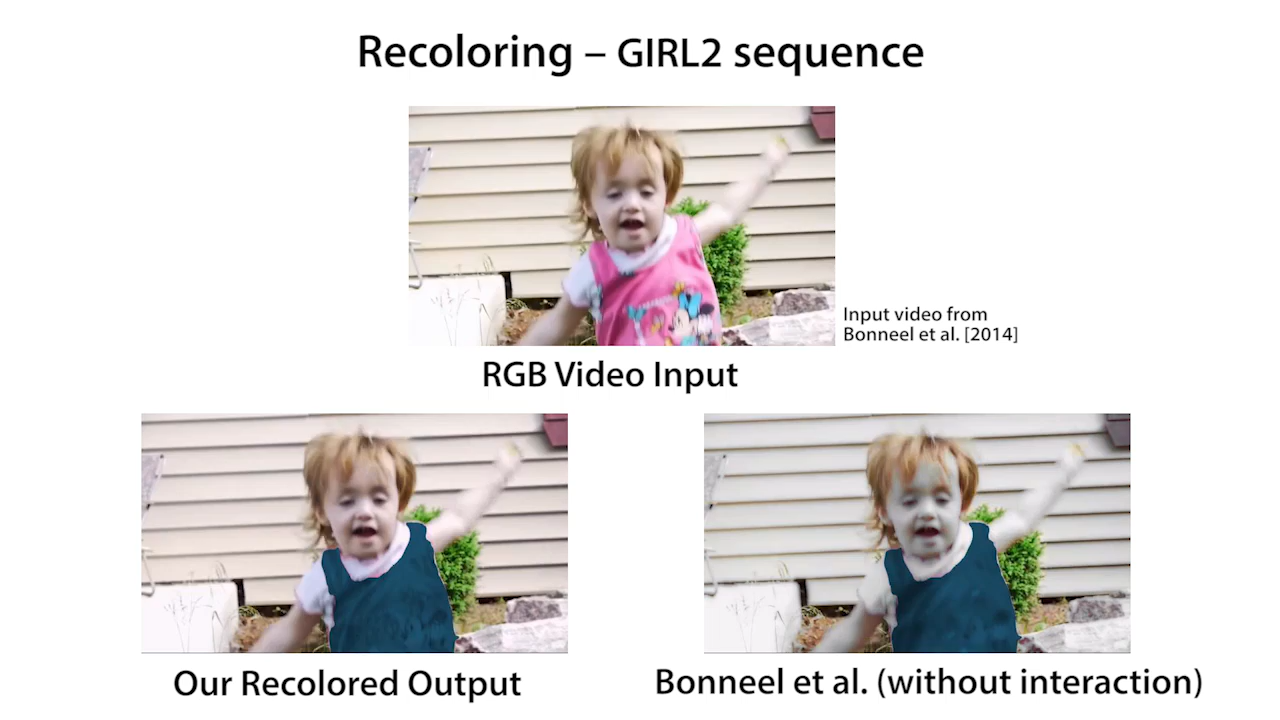 Recoloring – GIRL2 sequence
Input video from
Bonneel et al. [2014]
RGB Video Input
Our Recolored Output
Bonneel et al. (without interaction)